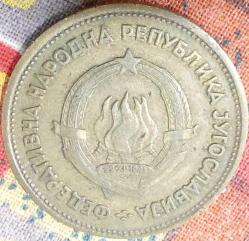 ФЕДЕРАТИВНА НАРОДНА РЕПУБЛИКА ЈУГОСЛАВИЈА